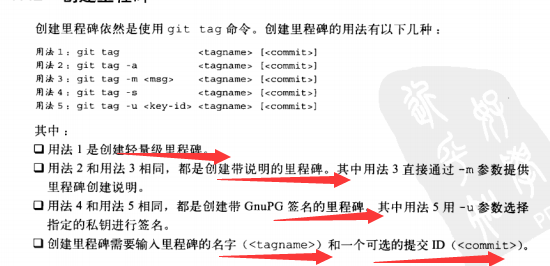 创建里程碑依然是使用 git tag 命令。创建里程碑的用法有以下几种：
用法 1：git tag <tagname> [<commit>]
用法 2：git tag -a <tagname> [<commit>]
用法 3：git tag -m <msg> <tagname> [<commit>]
用法 4：git tag -s <tagname> [<commit>]
用法 5：git tag -u <key-id> <tagname> [<commit>]
其中：
❑ 用法 1 是创建轻量级里程碑。
❑ 用法 2 和用法 3 相同，都是创建带说明的里程碑。其中用法 3 直接通过 -m 参数提供
里程碑创建说明。
❑ 用法 4 和用法 5 相同，都是创建带 GnuPG 签名的里程碑。其中用法 5 用 -u 参数选择
指定的私钥进行签名。
❑ 创建里程碑需要输入里程碑的名字（<tagname>）和一个可选的提交 ID（<commit>）。